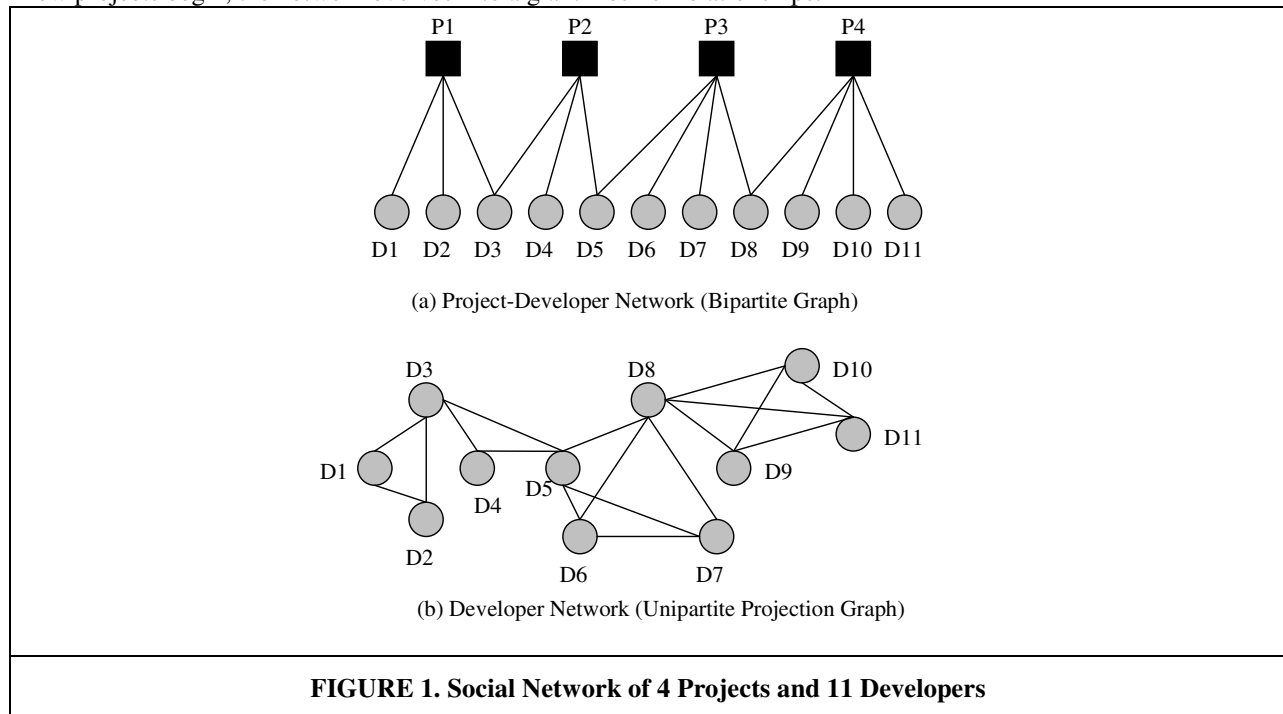 P1 P2 P3 P4
D1 D2 D3 D4 D5 D6 D7 D8 D9 D10 D11
(a) Project-Developer Network (Bipartite Graph)
D3 D8 D10
D11
D1 D4 D5 D9
D2 D6 D7
(b) Developer Network (Unipartite Projection Graph)
FIGURE 1. Social Network of 4 Projects and 11 Developers